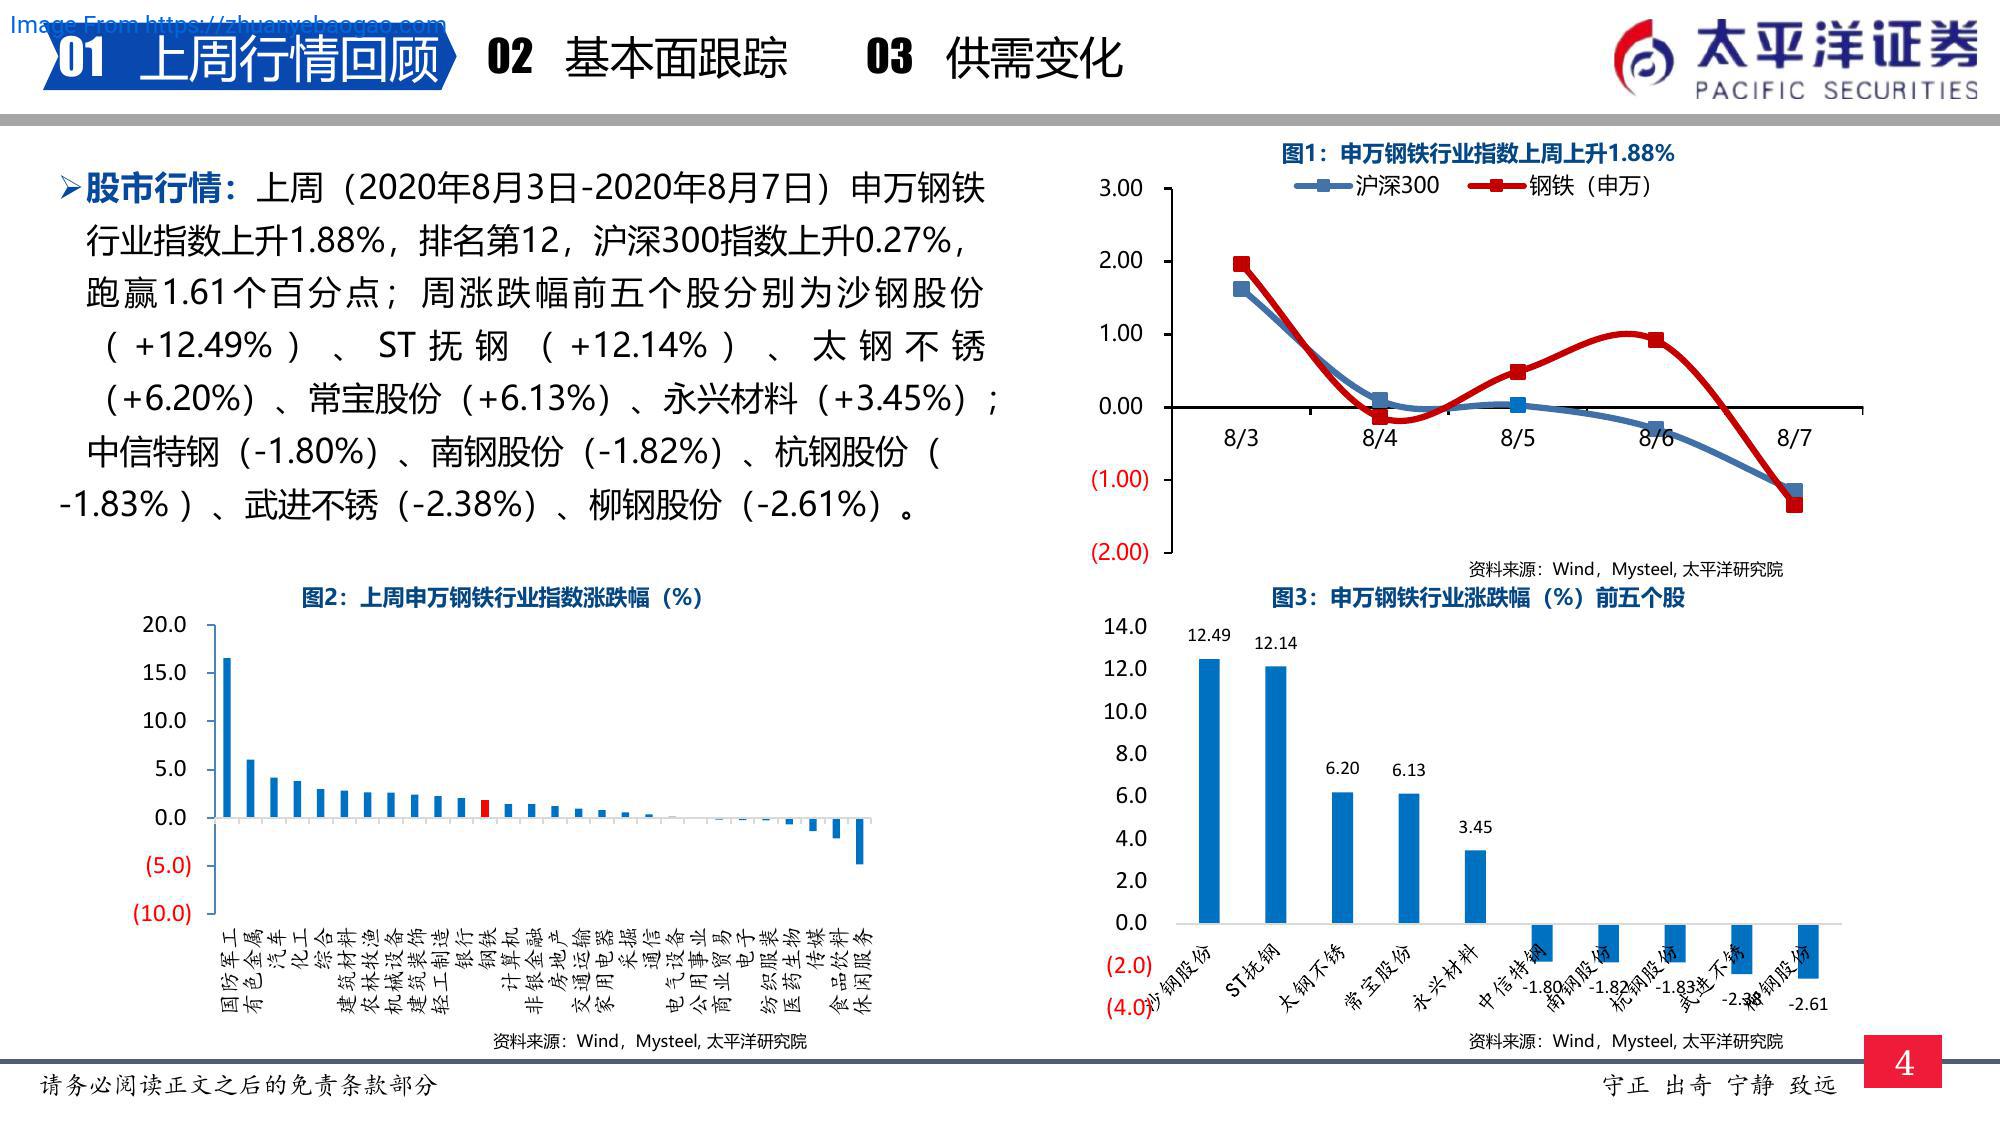 Image From https://zhuanyebaogao.com
01 上周行情回顾 02 基本面跟踪 03 供需变化
太平洋证券
PACIFIC SECURITIES
➢股市行情：上周（2020年8月3日-2020年8月7日）申万钢铁
行业指数上升1.88%，排名第12，沪深300指数上升0.27%，
跑赢1.61个百分点；周涨跌幅前五个股分别为沙钢股份
（+12.49%）、ST抚钢（+12.14%）、太钢不锈
（+6.20%）、常宝股份（+6.13%）、永兴材料（+3.45%）；
中信特钢（-1.80%）、南钢股份（-1.82%）、杭钢股份（
-1.83% ）、武进不锈（-2.38%）、柳钢股份（-2.61%）。
图1：申万钢铁行业指数上周上升1.88%
沪深300 钢铁（申万）
3.00
2.00
1.00
0.00
(1.00)
(2.00)
8/3 8/4 8/5 8/6 8/7
资料来源：Wind，Mysteel, 太平洋研究院
图2：上周申万钢铁行业指数涨跌幅（%）
20.0
15.0
10.0
5.0
0.0
(5.0)
(10.0)
国防军工
有色金属
汽车
化工
综合
建筑材料
农林牧渔
机械设备
建筑装饰
轻工制造
银行
钢铁
计算机
非银金融
房地产
交通运输
家用电器
采掘
通信
电气设备
公用事业
商业贸易
电子
纺织服装
医药生物
传媒
食品饮料
休闲服务
资料来源：Wind，Mysteel, 太平洋研究院
图3：申万钢铁行业涨跌幅（%）前五个股
14.0
12.0
10.0
8.0
6.0
4.0
2.0
0.0
(2.0)
(4.0)
12.49
12.14
6.20
6.13
3.45
-1.80
-1.82
-1.83
-2.38
-2.61
沙钢股份
ST抚钢
太钢不锈
常宝股份
永兴材料
中信特钢
南钢股份
杭钢股份
武进不锈
柳钢股份
资料来源：Wind，Mysteel, 太平洋研究院
请务必阅读正文之后的免责条款部分
守正 出奇 宁静 致远
4